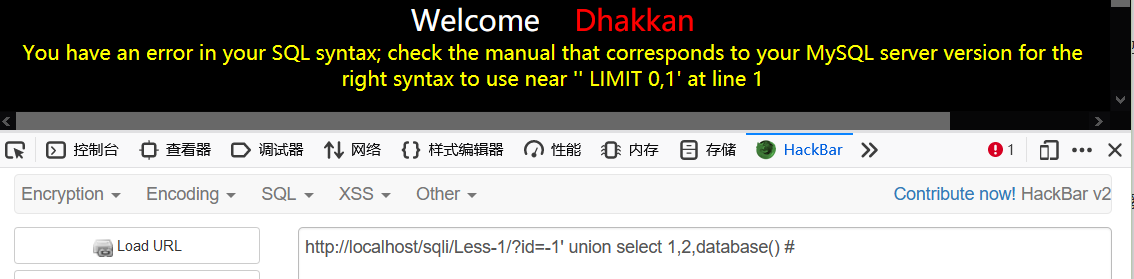 Welcome Dhakkan
You have an error in your SQL syntax; check the manual that corresponds to your MySQL server version for the
right syntax to use near '' LIMIT 0,1' at line 1
控制台 查看器 调试器 网络 {} 样式编辑器 性能 内存 存储 HackBar 1
Encryption Encoding SQL XSS Other Contribute now! HackBar v2
Load URL http://localhost/sqli/Less-1/?id=-1' union select 1,2,database() #